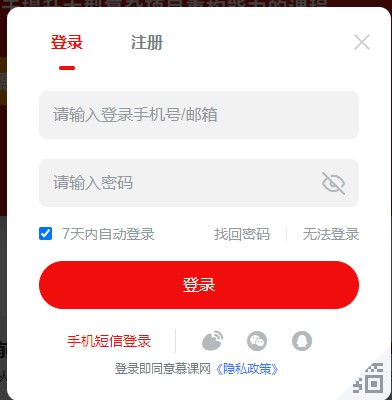 登录 注册
请输入登录手机号/邮箱
请输入密码
7天内自动登录 找回密码 无法登录
登录
手机短信登录
登录即同意慕课网《隐私政策》